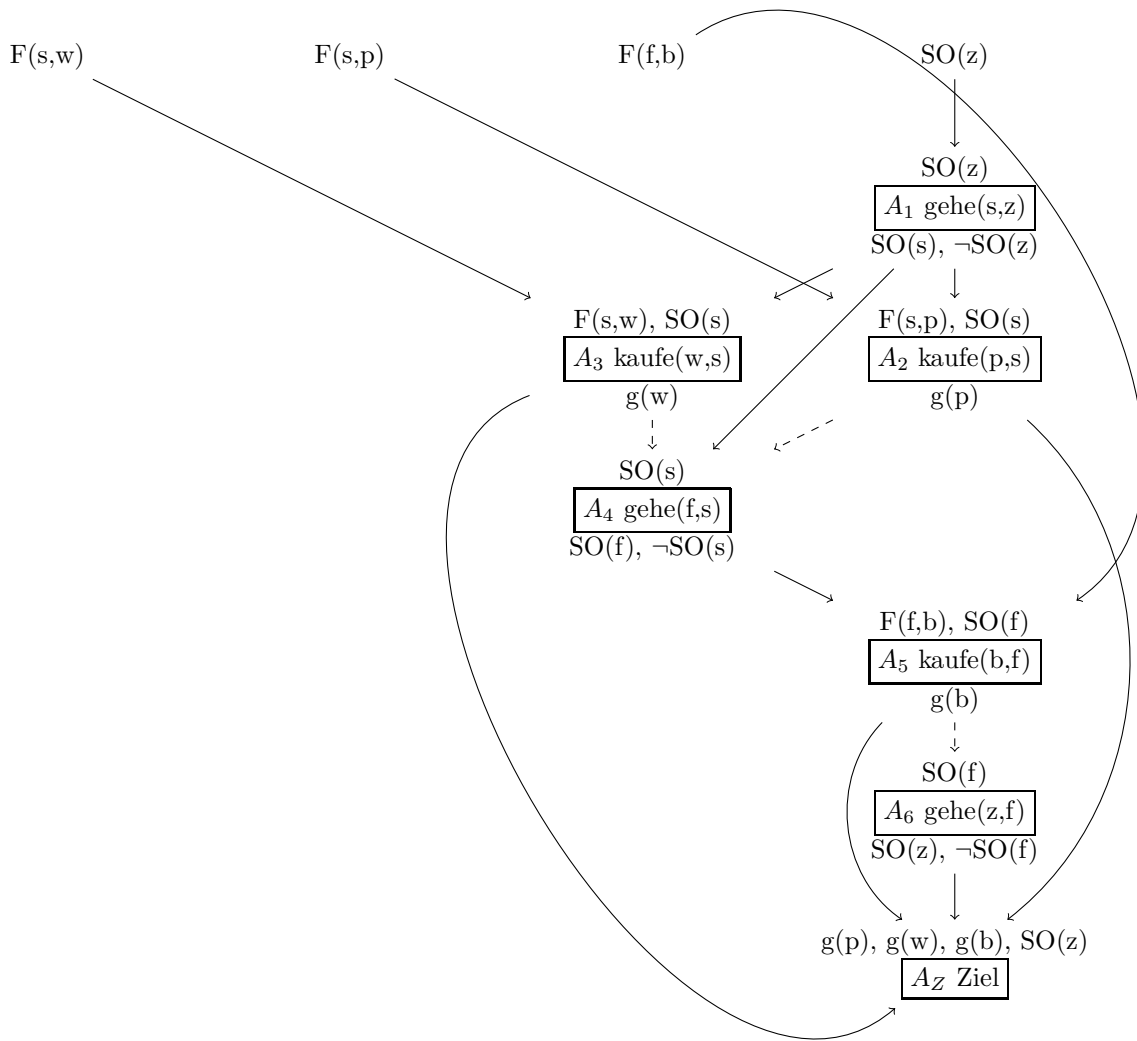 F(s,w) F(s,p) F(f,b) SO(z)
SO(z)
A₁ gehe(s,z)
SO(s), ¬SO(z)
F(s,w), SO(s) F(s,p), SO(s)
A₃ kaufe(w,s) A₂ kaufe(p,s)
g(w) g(p)
SO(s)
A₄ gehe(f,s)
SO(f), ¬SO(s)
F(f,b), SO(f)
A₅ kaufe(b,f)
g(b)
SO(f)
A₆ gehe(z,f)
SO(z), ¬SO(f)
g(p), g(w), g(b), SO(z)
A_Z Ziel